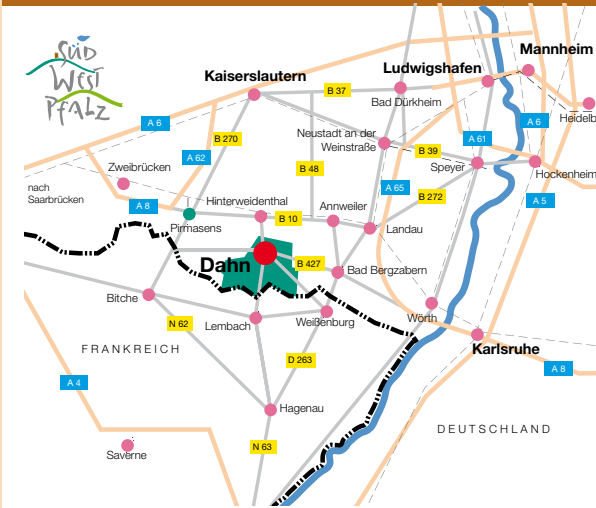 SÜD
WEST
PFALZ
Mannheim
Ludwigshafen
Kaiserslautern
B 37
Bad Dürkheim
Heidelb
A 6
A 6
Neustadt an der
Weinstraße
B 270
A 61
B 39
A 62
Speyer
Hockenheim
Zweibrücken
B 48
nach
Saarbrücken
A 65
B 272
A 5
A 8
Hinterweidenthal
Annweiler
B 10
Pirmasens
Landau
Dahn
B 427
Bad Bergzabern
Bitche
Lembach
Weißenburg
Wörth
N 62
Karlsruhe
FRANKREICH
D 263
A 8
A 4
Hagenau
DEUTSCHLAND
N 63
Saverne